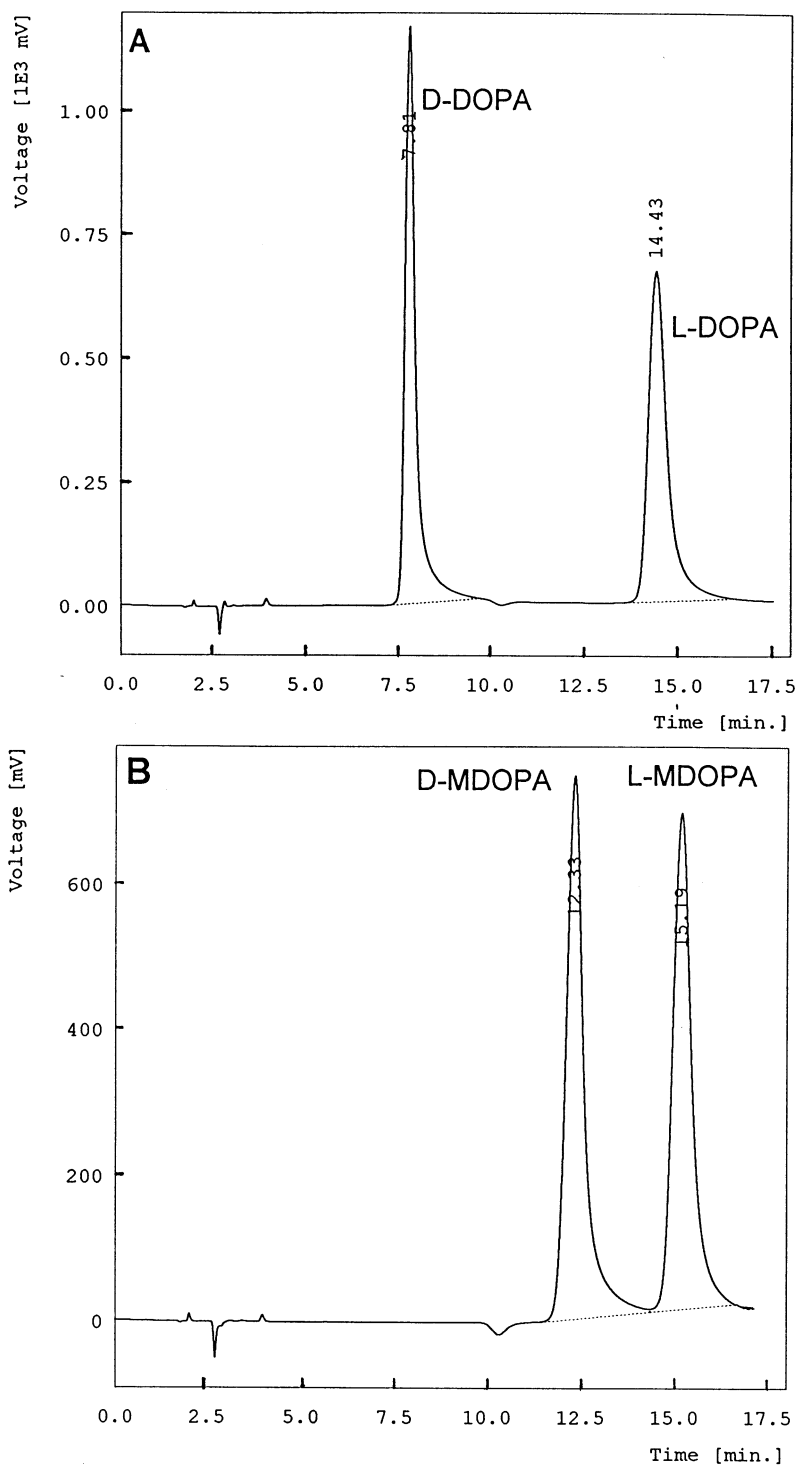 A
Voltage [1E3 mV]
1.00
0.75
0.50
0.25
0.00
7.81
D-DOPA
14.43
L-DOPA
0.0 2.5 5.0 7.5 10.0 12.5 15.0 17.5
Time [min.]
B
Voltage [mV]
D-MDOPA L-MDOPA
600
400
200
0
12.33
15.19
0.0 2.5 5.0 7.5 10.0 12.5 15.0 17.5
Time [min.]